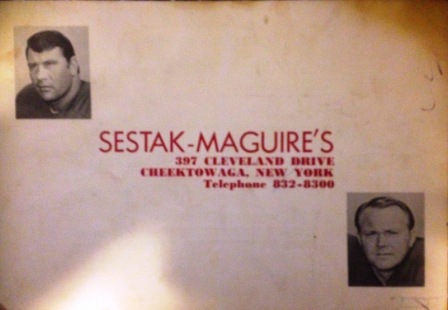 SESTAK-MAGUIRE'S
397 CLEVELAND DRIVE
CHEEKTOWAGA, NEW YORK
Telephone 832-8300